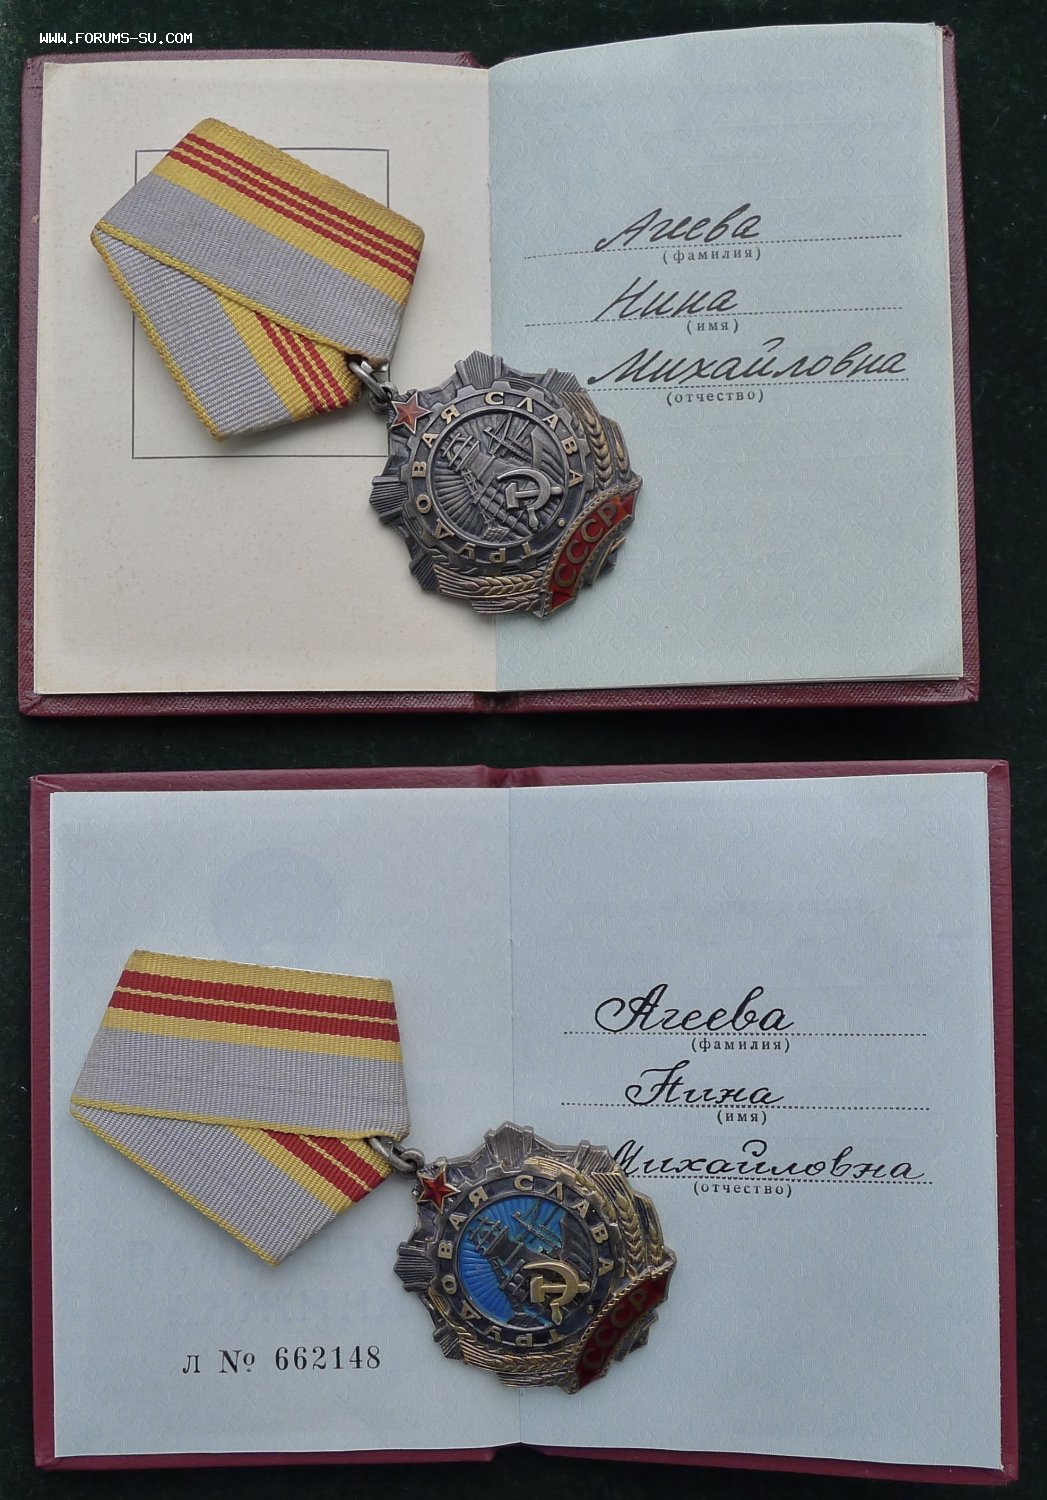 WWW.FORUMS-SU.COM
Агеева
(фамилия)
Нина
(имя)
Михайловна
(отчество)
ТРУДОВАЯ СЛАВА
СССР
Агеева
(фамилия)
Нина
(имя)
Михайловна
(отчество)
ТРУДОВАЯ СЛАВА
СССР
Л № 662148